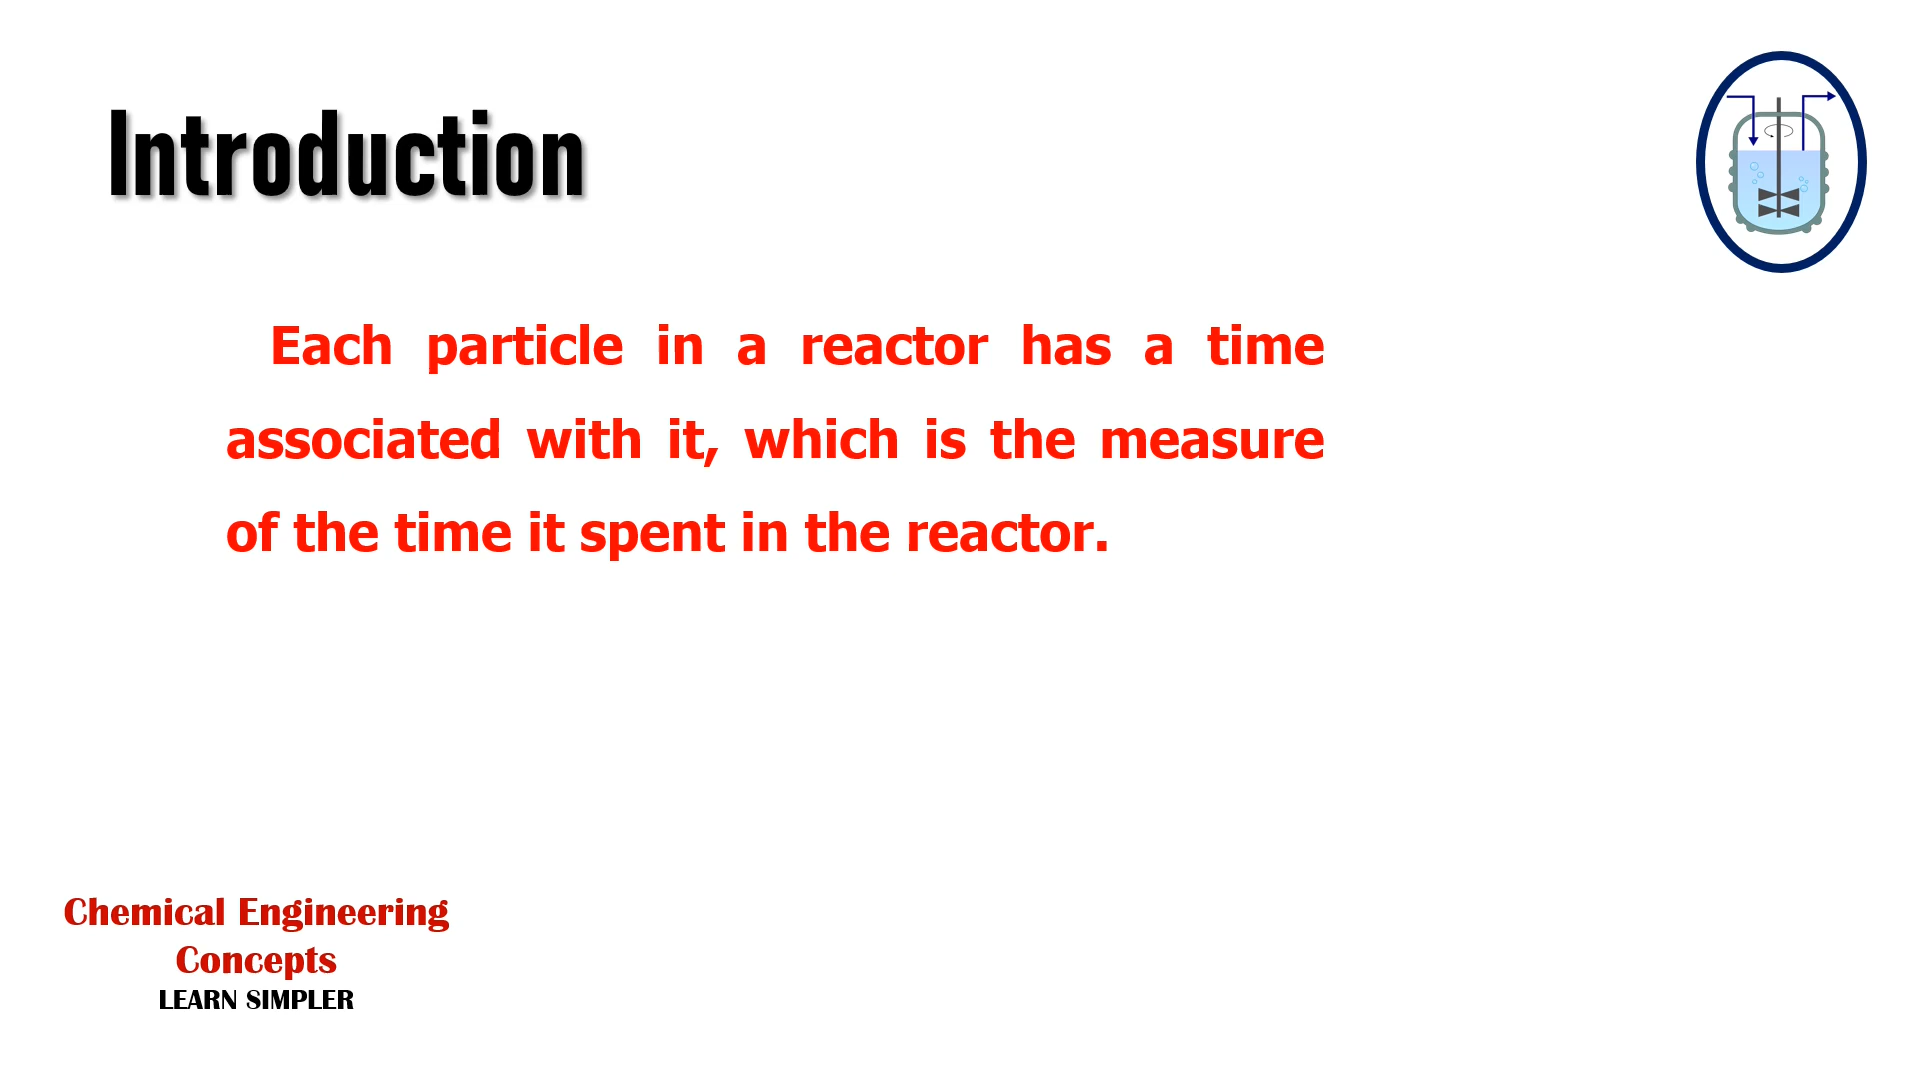 Introduction
Each particle in a reactor has a time
associated with it, which is the measure
of the time it spent in the reactor.
Chemical Engineering
Concepts
LEARN SIMPLER